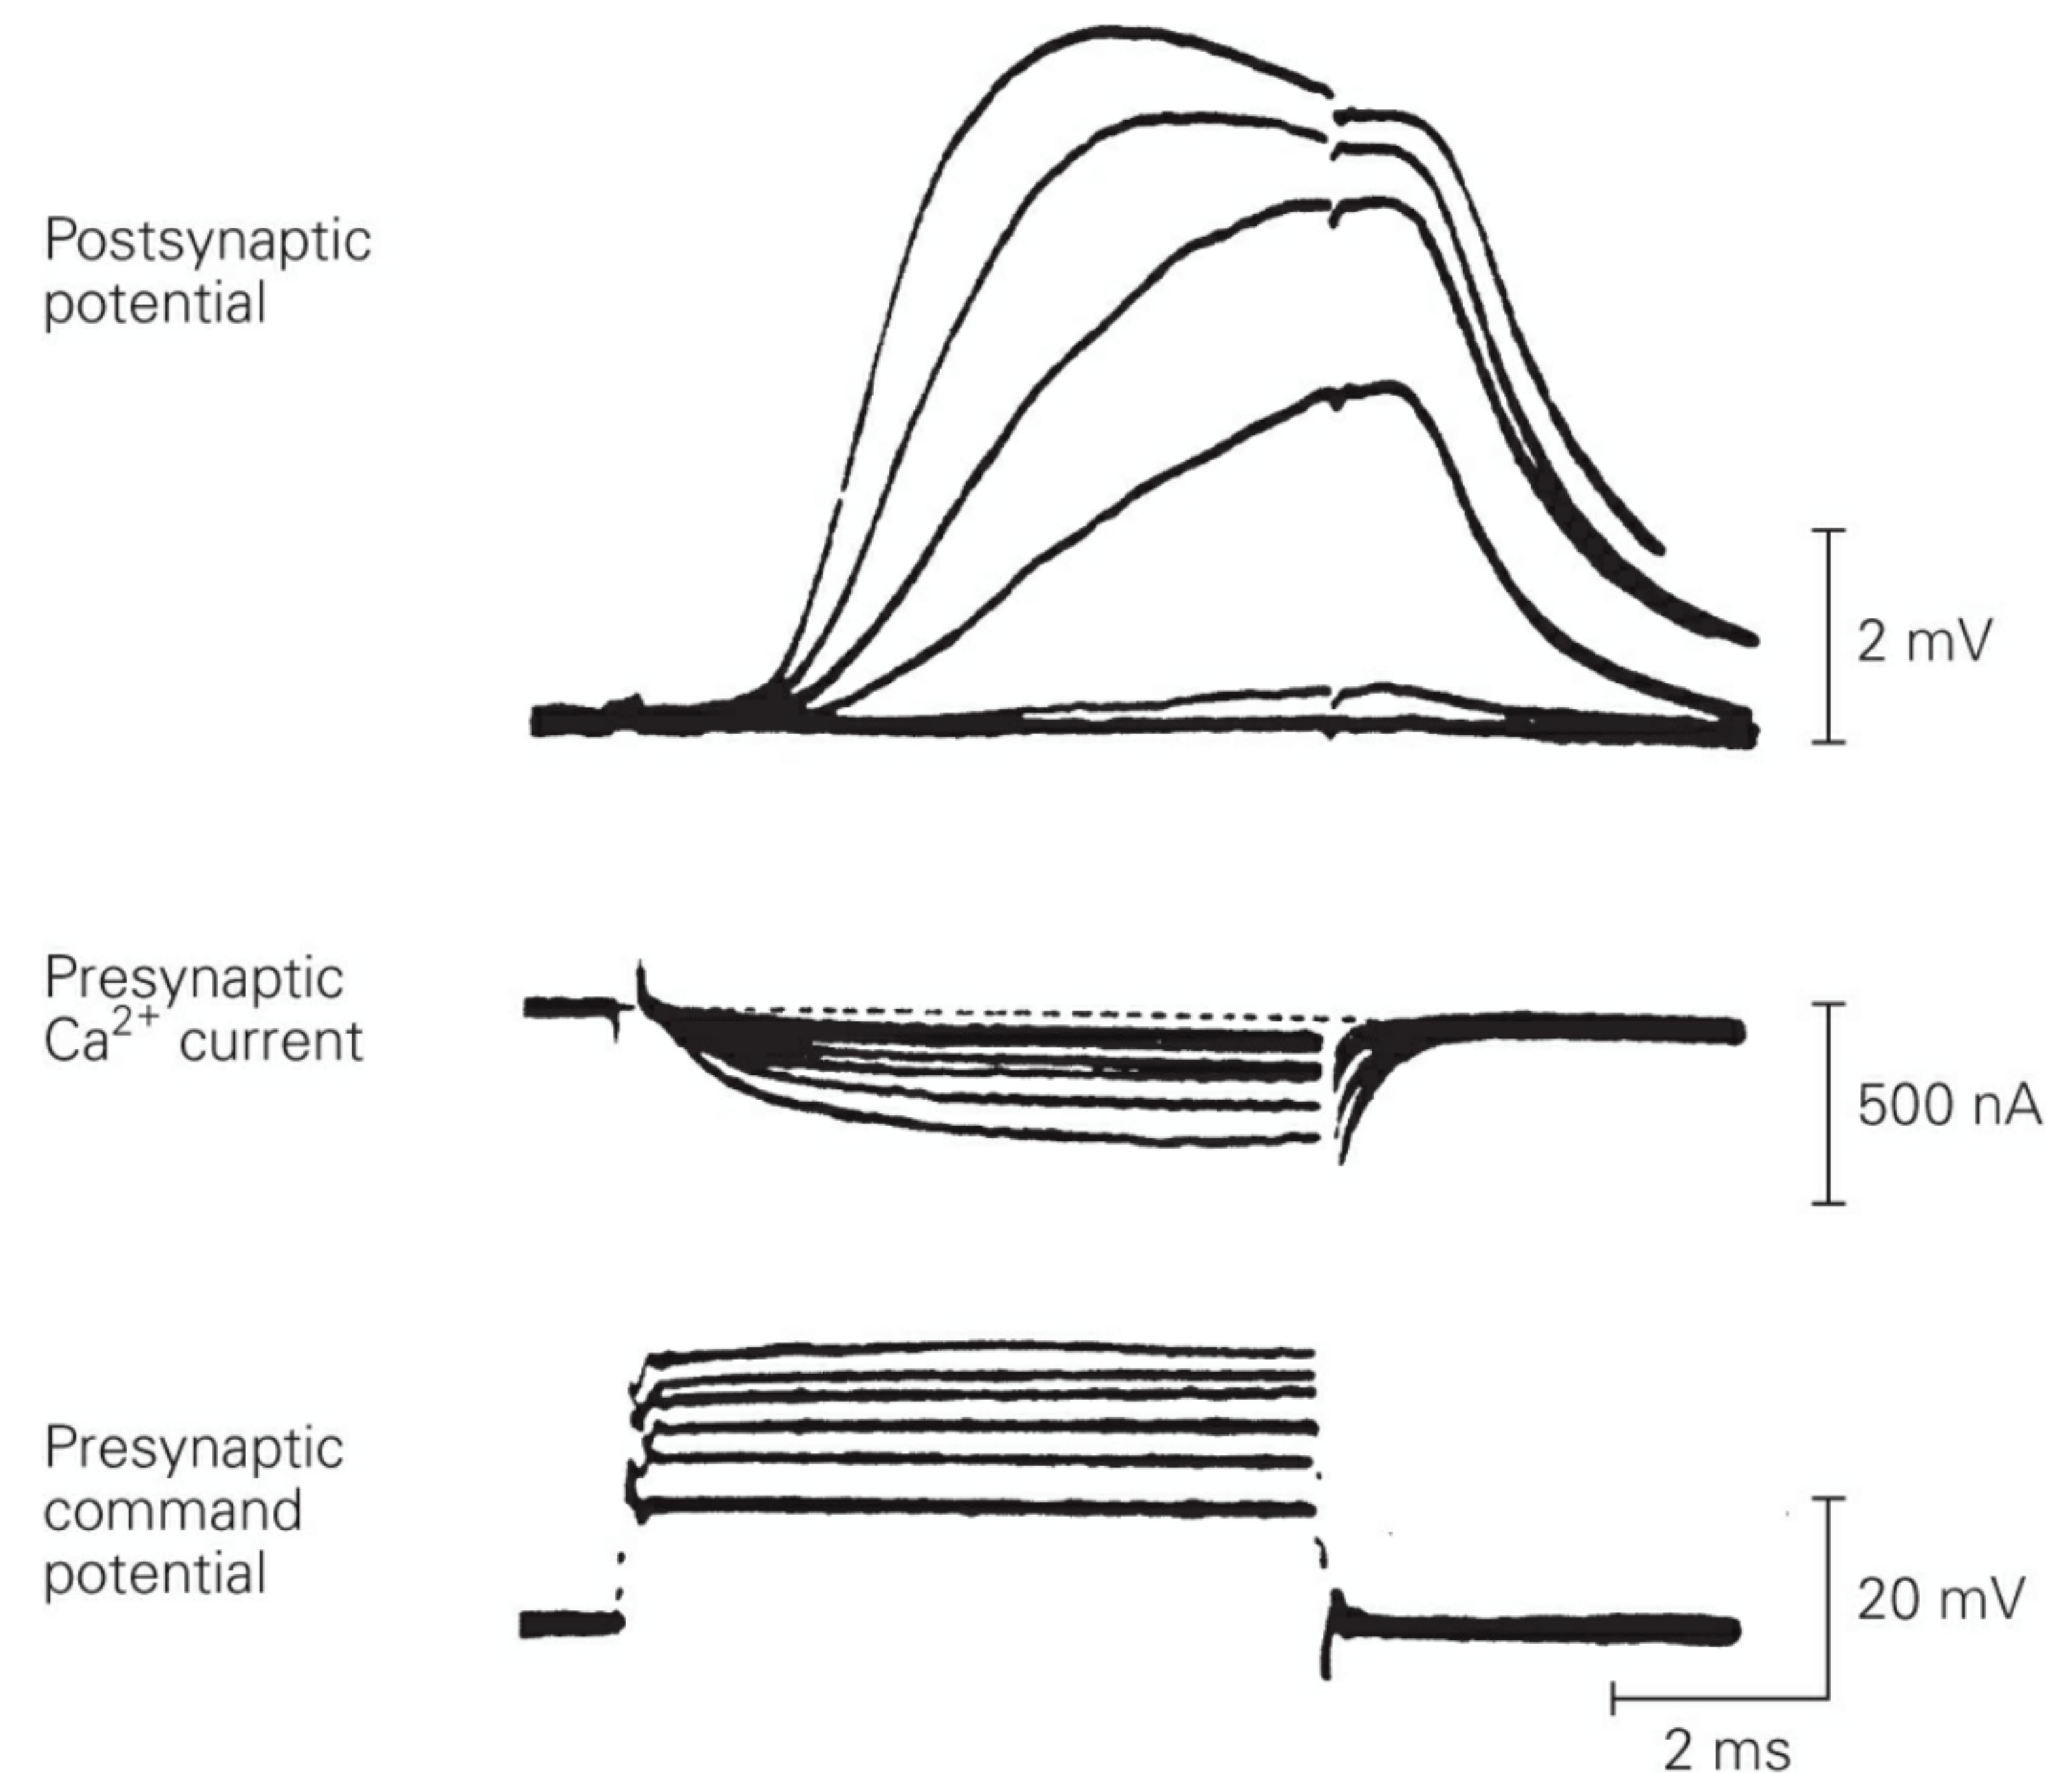 Postsynaptic
potential
2 mV
Presynaptic
Ca²⁺ current
500 nA
Presynaptic
command
potential
20 mV
2 ms